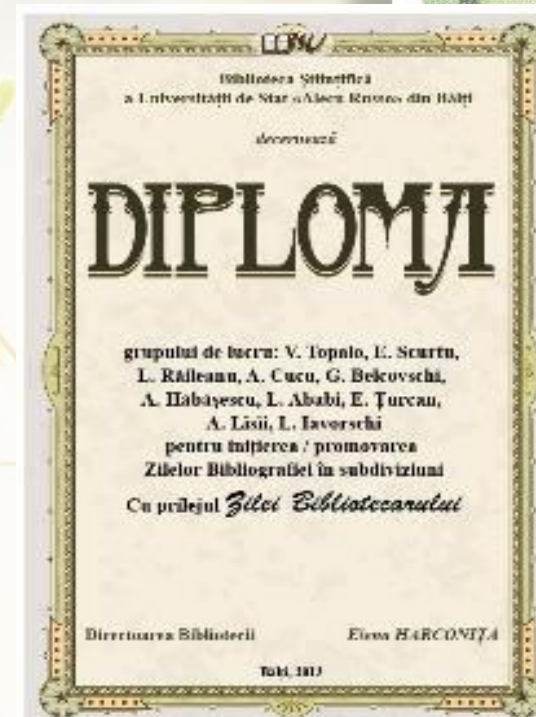 Biblioteca Științifică
a Universității de Stat «Alecu Russo» din Bălți
decernează
DIPLOMA
grupului de lucru: V. Topalo, E. Scurtu,
L. Răileanu, A. Cucu, G. Belcovschi,
A. Hăbășescu, L. Ababi, E. Țurcan,
A. Lisii, L. Iavorschi
pentru inițierea / promovarea
Zilelor Bibliografiei în subdiviziuni
Cu prilejul Zilei Bibliotecarului
Directoarea Bibliotecii Elena HARCONIȚA
Bălți,